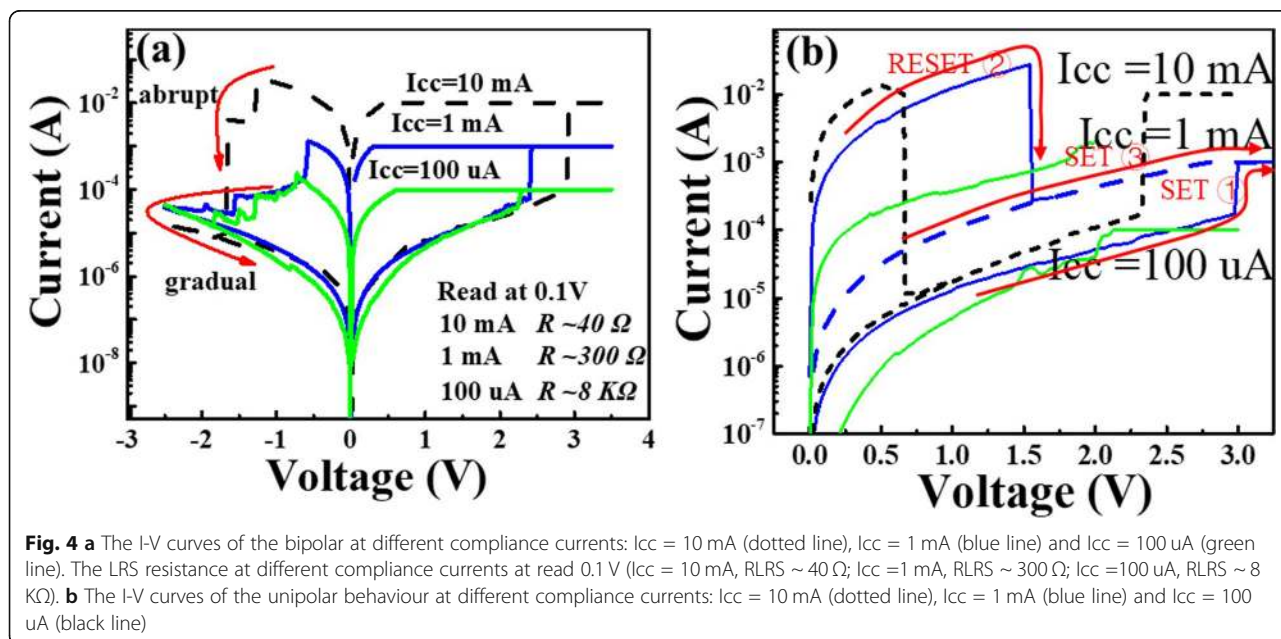 (a)
abrupt
Icc=10 mA
Icc=1 mA
Icc=100 uA
gradual
Read at 0.1V
10 mA R ~40 Ω
1 mA R~300 Ω
100 uA R~8 KΩ
Current (A)
10⁻²
10⁻⁴
10⁻⁶
10⁻⁸
-3 -2 -1 0 1 2 3 4
Voltage (V)
(b)
RESET ②
Icc =10 mA
Icc =1 mA
SET ③
SET ①
Icc =100 uA
Current (A)
10⁻²
10⁻³
10⁻⁴
10⁻⁵
10⁻⁶
10⁻⁷
0.0 0.5 1.0 1.5 2.0 2.5 3.0
Voltage (V)
Fig. 4 a The I-V curves of the bipolar at different compliance currents: Icc = 10 mA (dotted line), Icc = 1 mA (blue line) and Icc = 100 uA (green
line). The LRS resistance at different compliance currents at read 0.1 V (Icc = 10 mA, RLRS ~ 40 Ω; Icc =1 mA, RLRS ~ 300 Ω; Icc =100 uA, RLRS ~ 8
KΩ). b The I-V curves of the unipolar behaviour at different compliance currents: Icc = 10 mA (dotted line), Icc = 1 mA (blue line) and Icc = 100
uA (black line)